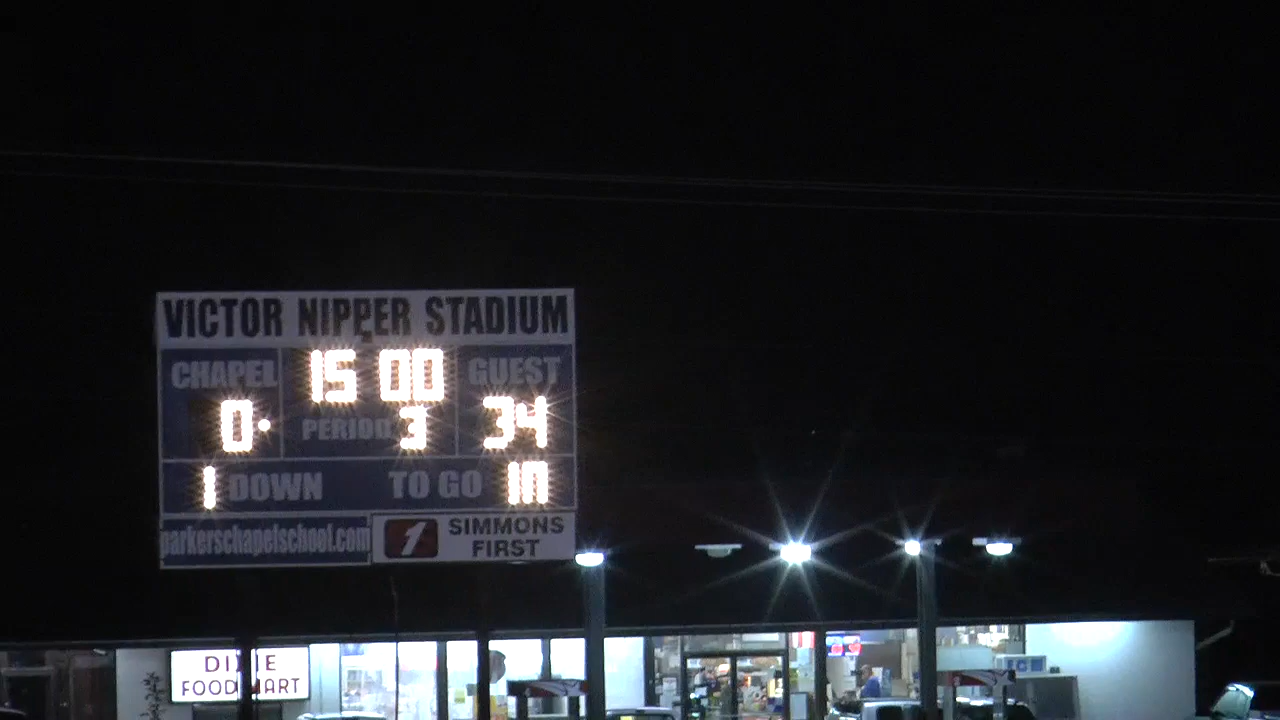 VICTOR NIPPER STADIUM
CHAPEL 15 00 GUEST
0 PERIOD 3 34
1 DOWN TO GO 10
parkerschapelschool.com 1 SIMMONS FIRST
DIXIE
FOOD MART